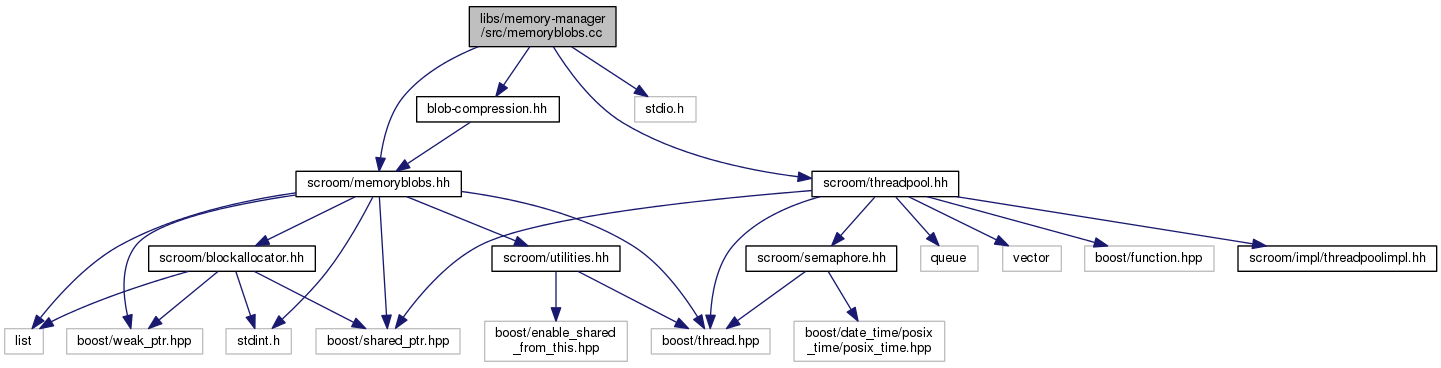 libs/memory-manager
/src/memoryblobs.cc
blob-compression.hh
stdio.h
scroom/memoryblobs.hh
scroom/threadpool.hh
scroom/blockallocator.hh
scroom/utilities.hh
scroom/semaphore.hh
queue
vector
boost/function.hpp
scroom/impl/threadpoolimpl.hh
list
boost/weak_ptr.hpp
stdint.h
boost/shared_ptr.hpp
boost/enable_shared
_from_this.hpp
boost/thread.hpp
boost/date_time/posix
_time/posix_time.hpp